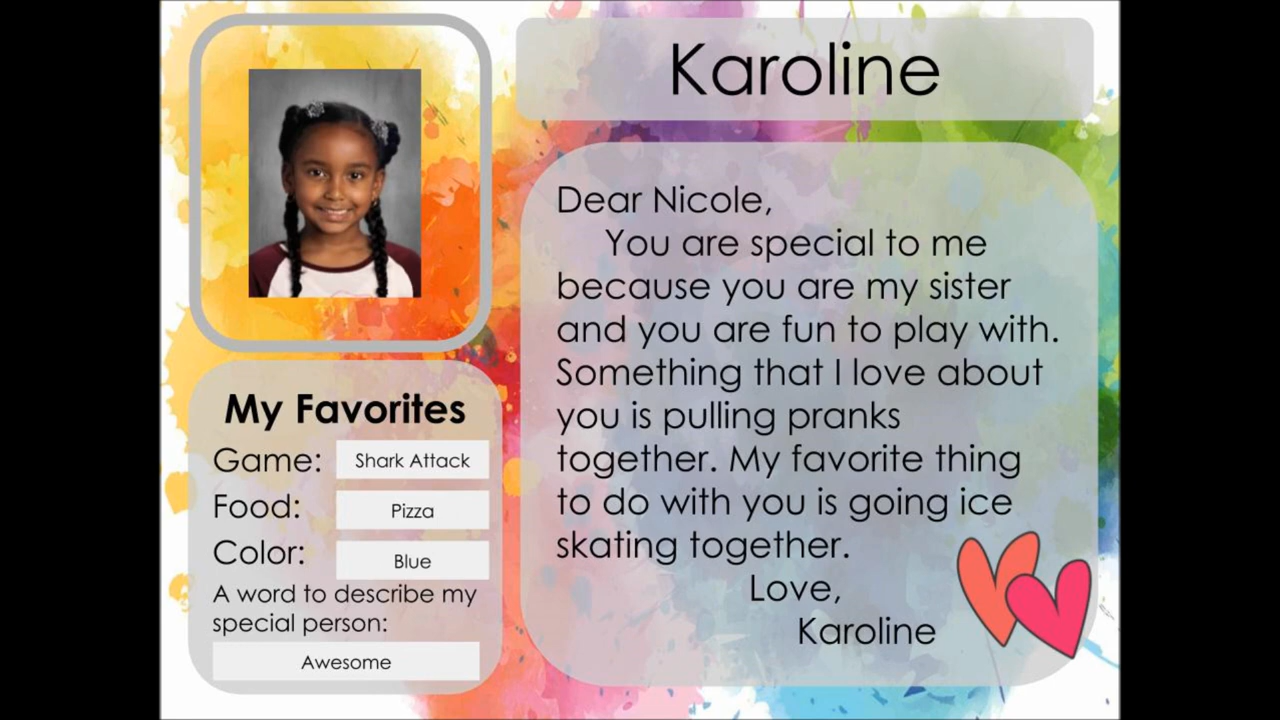 Karoline
Dear Nicole,
You are special to me
because you are my sister
and you are fun to play with.
Something that I love about
you is pulling pranks
together. My favorite thing
to do with you is going ice
skating together.
Love,
Karoline
My Favorites
Game: Shark Attack
Food: Pizza
Color: Blue
A word to describe my
special person:
Awesome